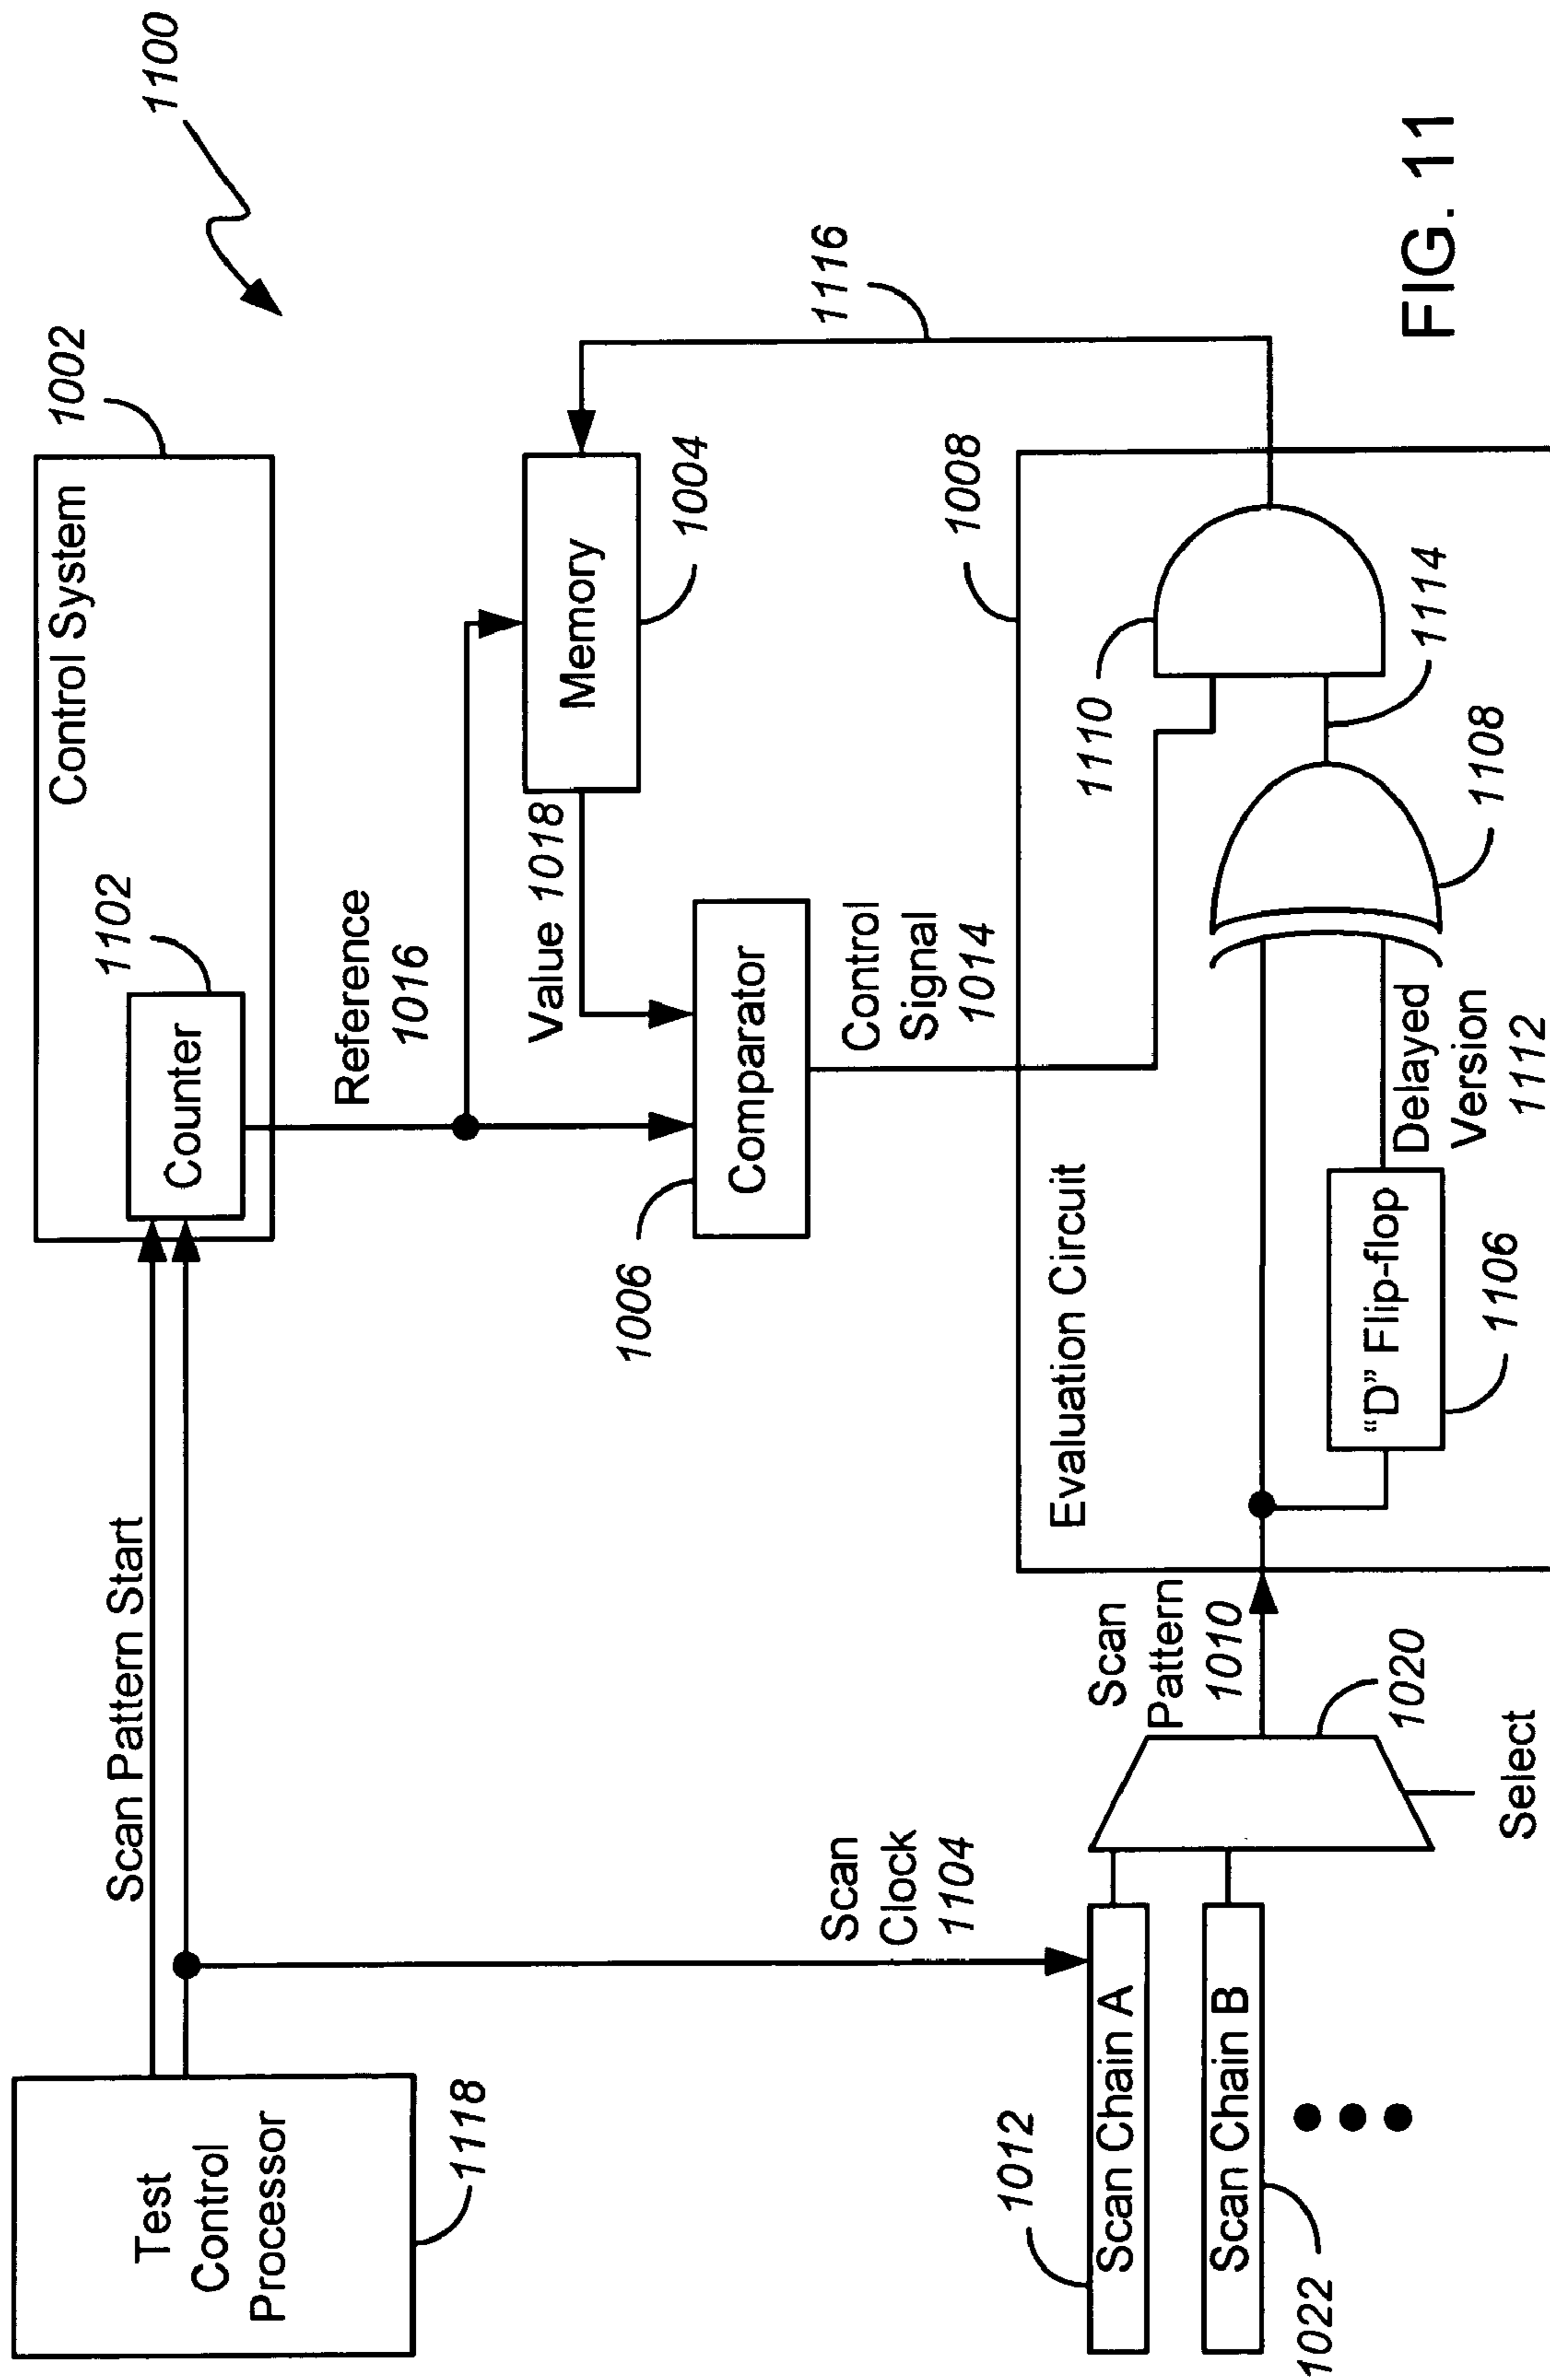 1100
Control System
1002
Counter
1102
Scan Pattern Start
Test
Control
Processor
1118
Reference
1016
Value 1018
Memory
1004
1116
Comparator
1006
Control
Signal
1014
Scan
Clock
1104
Evaluation Circuit
1008
1110
1114
1108
Delayed
Version
1112
"D" Flip-flop
1106
Scan
Pattern
1010
1020
Select
1012
Scan Chain A
Scan Chain B
1022
FIG. 11